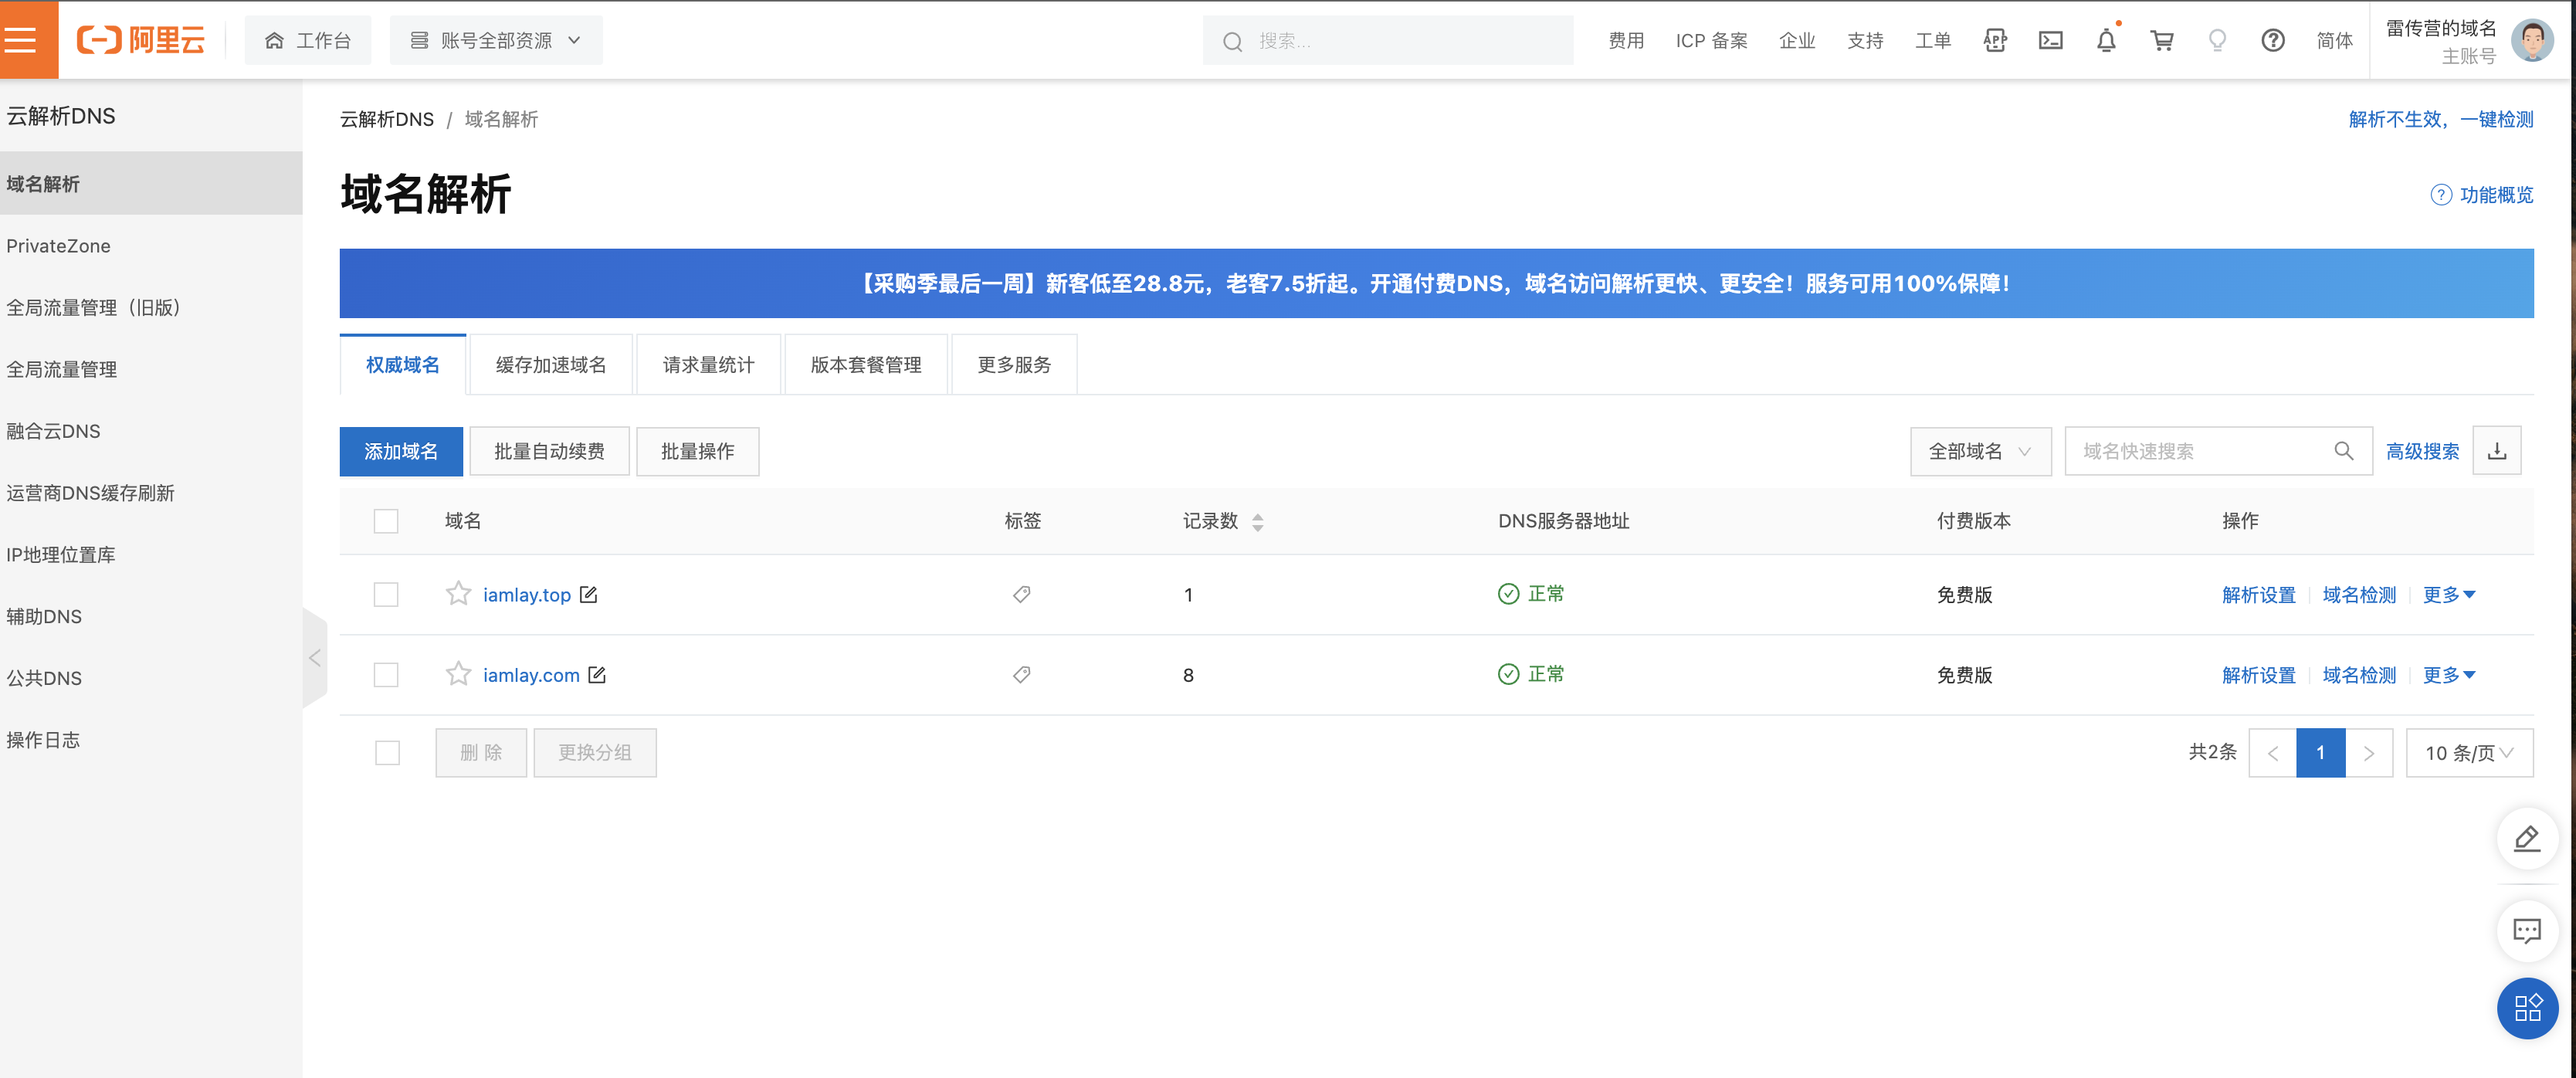 阿里云
工作台
账号全部资源
搜索...
费用
ICP 备案
企业
支持
工单
APP
简体
雷传营的域名
主账号
云解析DNS
域名解析
PrivateZone
全局流量管理（旧版）
全局流量管理
融合云DNS
运营商DNS缓存刷新
IP地理位置库
辅助DNS
公共DNS
操作日志
云解析DNS / 域名解析
解析不生效，一键检测
域名解析
功能概览
【采购季最后一周】新客低至28.8元，老客7.5折起。开通付费DNS，域名访问解析更快、更安全！服务可用100%保障！
权威域名
缓存加速域名
请求量统计
版本套餐管理
更多服务
添加域名
批量自动续费
批量操作
全部域名
域名快速搜索
高级搜索
域名 标签 记录数 DNS服务器地址 付费版本 操作
iamlay.top 1 正常 免费版 解析设置 域名检测 更多
iamlay.com 8 正常 免费版 解析设置 域名检测 更多
删 除
更换分组
共2条
1
10 条/页